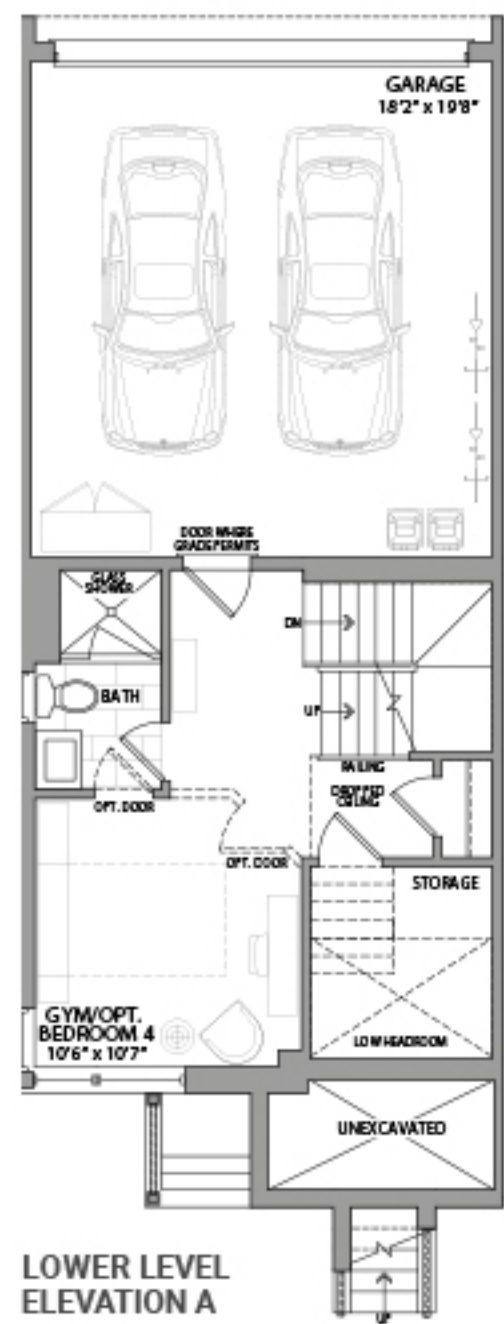 GARAGE
18'2" x 19'8"
DOOR WHERE
GRADE PERMITS
GLASS
SHOWER
DN
BATH
UP
RAILING
DROPPED
CEILING
OPT. DOOR
OPT. DOOR
STORAGE
GYM/OPT.
BEDROOM 4
10'6" x 10'7"
LOW HEADROOM
UNEXCAVATED
LOWER LEVEL
ELEVATION A
UP